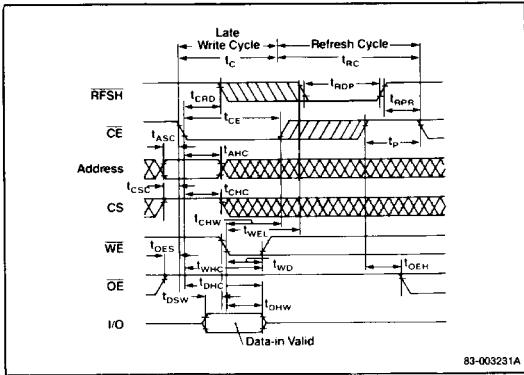 Late
Write Cycle
Refresh Cycle
tC
tRC
RFSH
tCRD
tRDP
tRPR
CE
tASC
tCE
tP
tAHC
Address
tCSC
tCHC
CS
tCHW
tWEL
WE
tOES
tWHC
tWD
tOEH
OE
tDHC
tDSW
tDHW
I/O
Data-in Valid
83-003231A